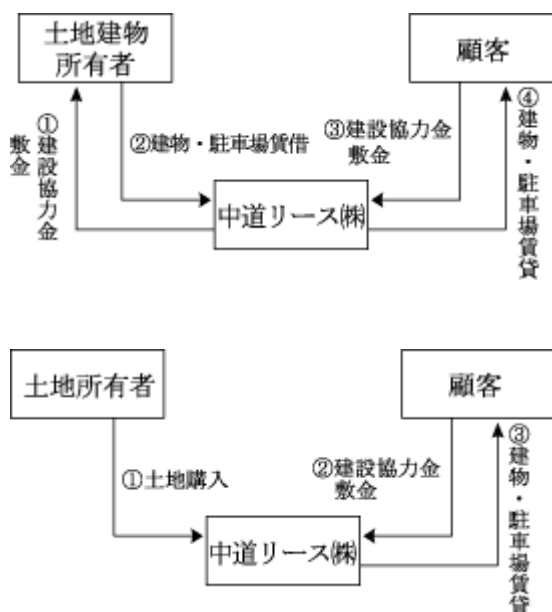 土地建物
所有者
顧客
①建設協力金
敷金
②建物・駐車場賃借
③建設協力金
敷金
④建物・駐車場賃貸
中道リース㈱
土地所有者
顧客
①土地購入
②建設協力金
敷金
③建物・駐車場賃貸
中道リース㈱